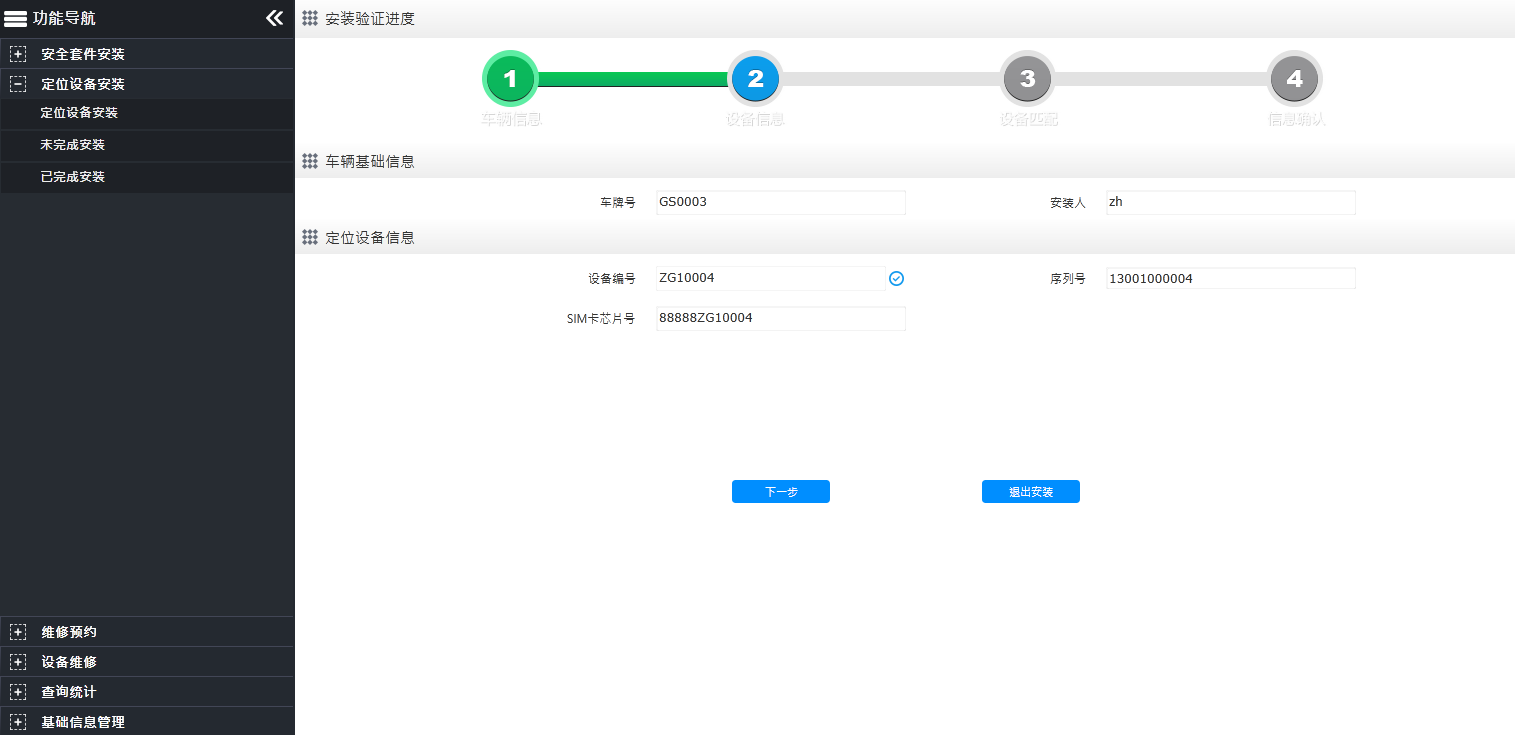 功能导航
安全套件安装
定位设备安装
定位设备安装
未完成安装
已完成安装
维修预约
设备维修
查询统计
基础信息管理
安装验证进度
1 2 3 4
车辆信息 设备信息 设备匹配 信息确认
车辆基础信息
车牌号 GS0003 安装人 zh
定位设备信息
设备编号 ZG10004 序列号 13001000004
SIM卡芯片号 88888ZG10004
下一步 退出安装